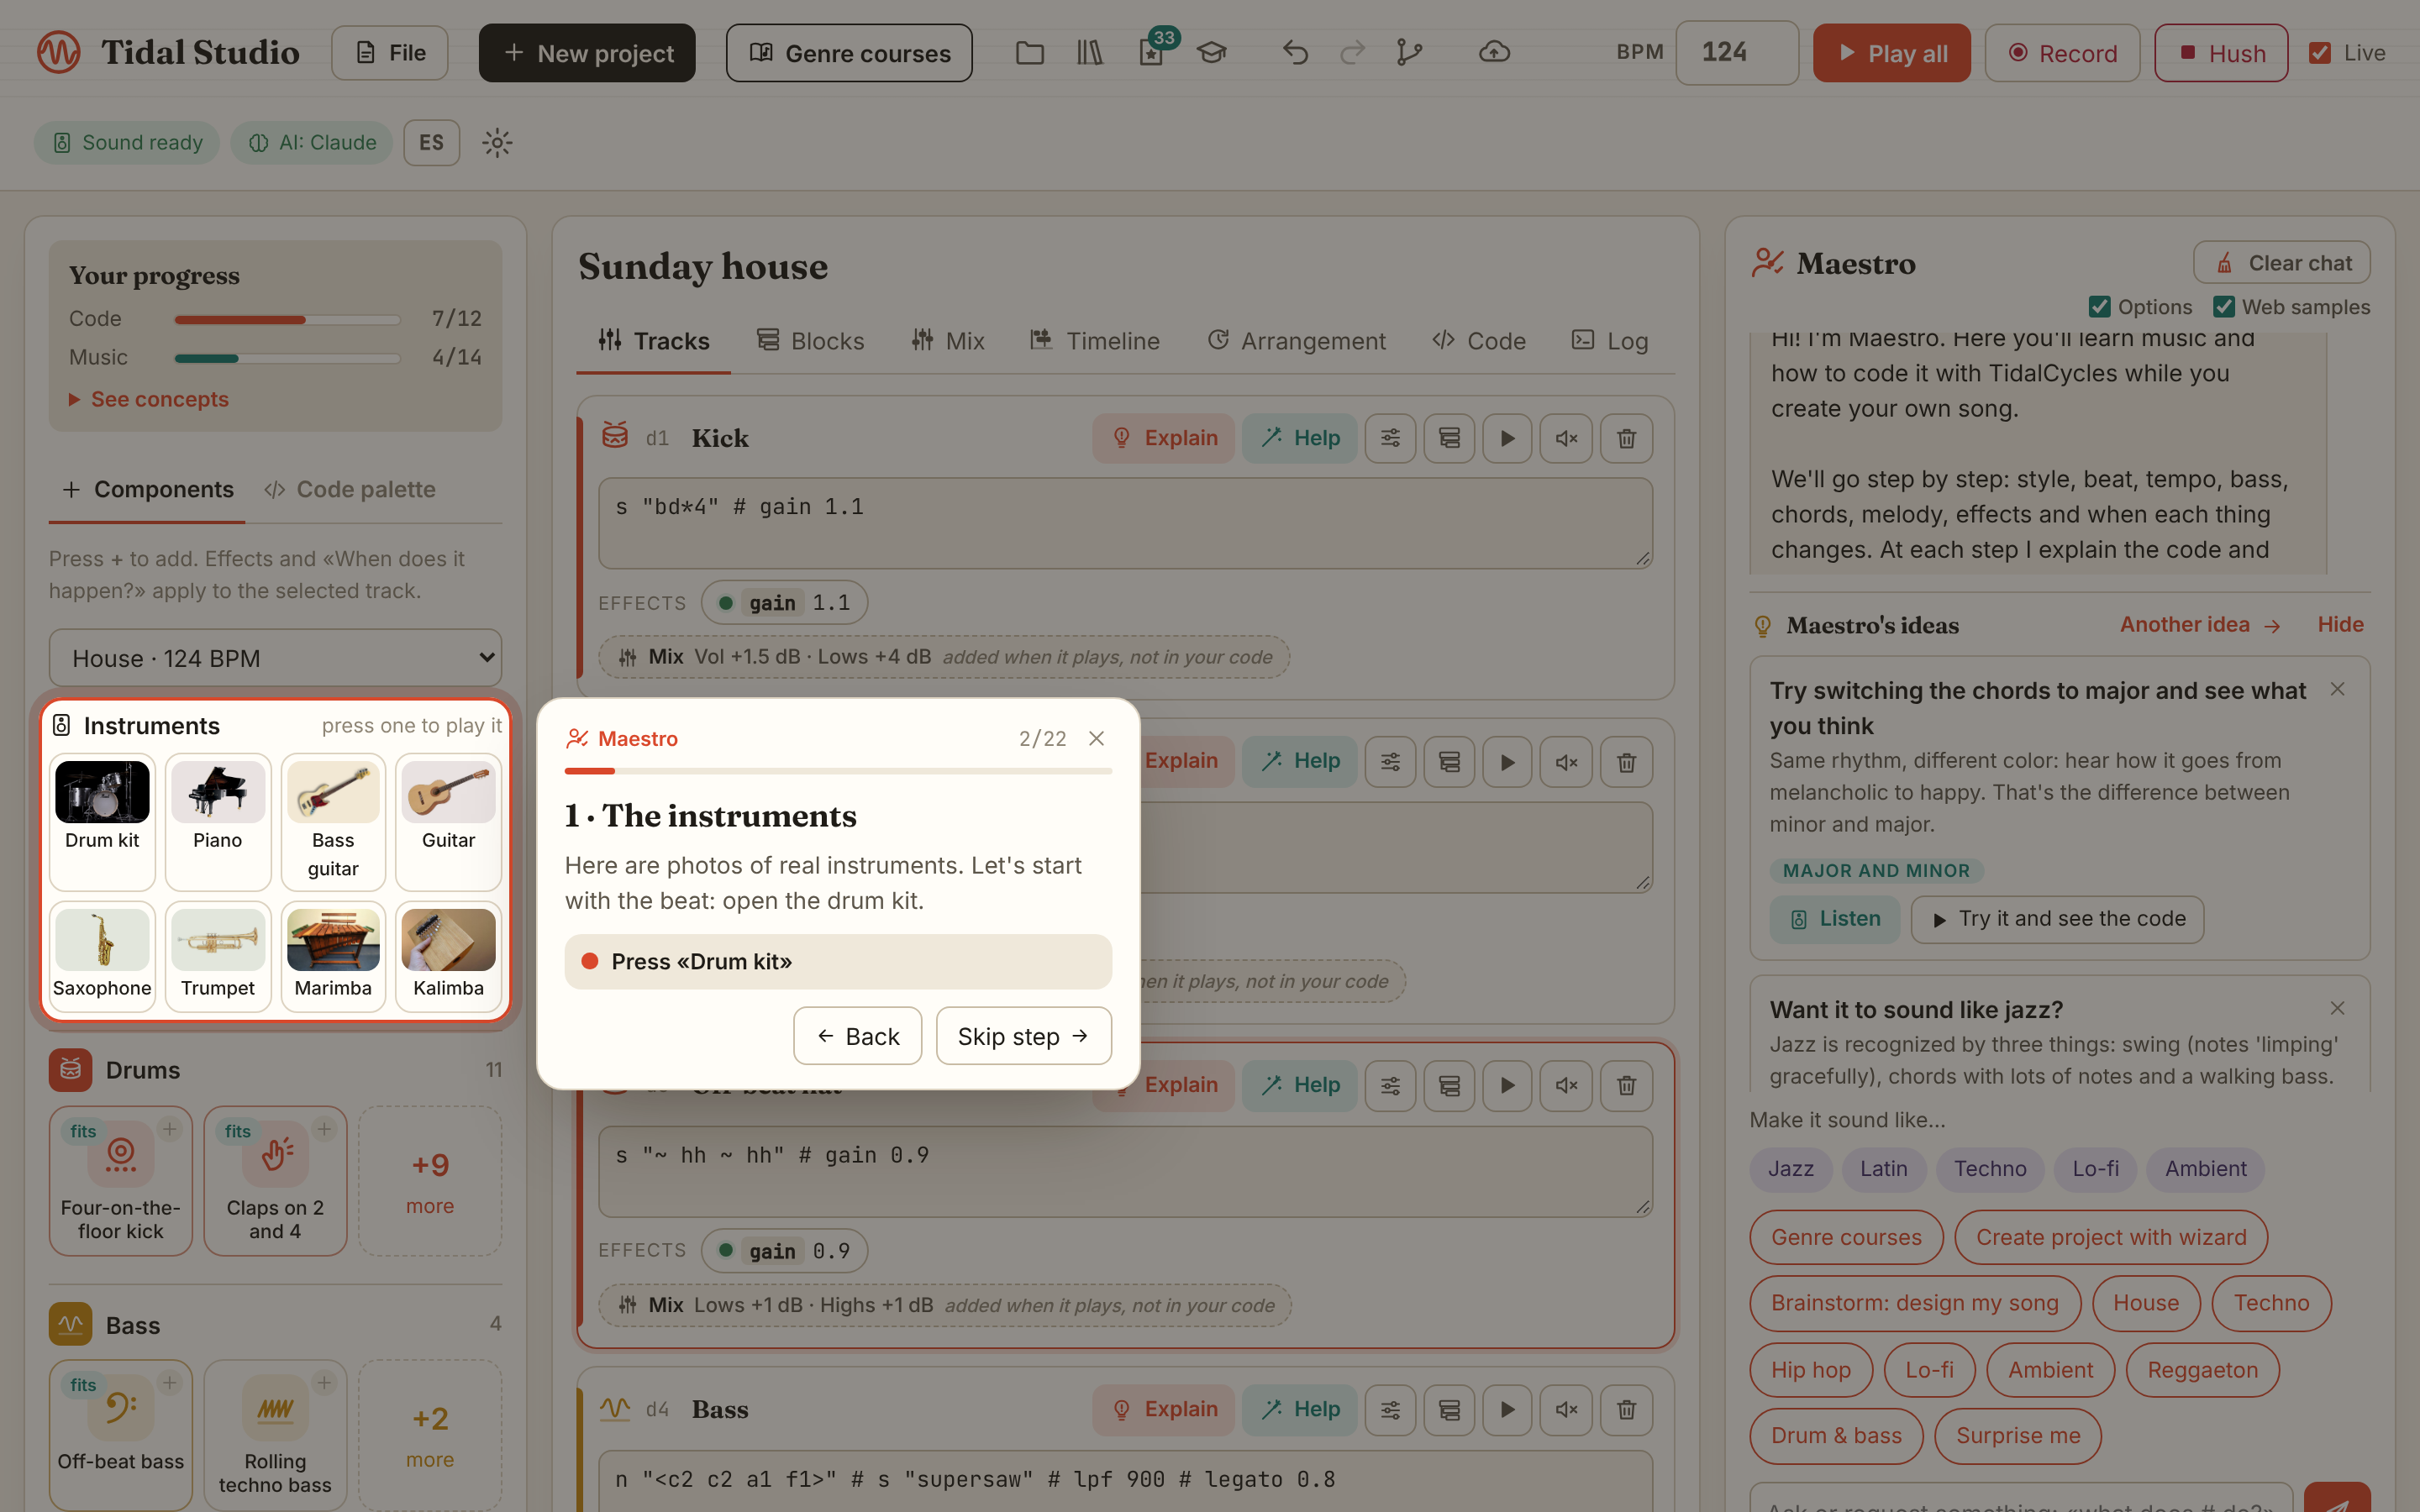 Tidal Studio
File
New project
Genre courses
33
BPM
124
Play all
Record
Hush
Live
Sound ready
AI: Claude
ES
Your progress
Code
7/12
Music
4/14
See concepts
Components
Code palette
Press + to add. Effects and «When does it
happen?» apply to the selected track.
House · 124 BPM
Instruments
press one to play it
Drum kit
Piano
Bass
guitar
Guitar
Saxophone
Trumpet
Marimba
Kalimba
Drums
11
fits
Four-on-the-
floor kick
fits
Claps on 2
and 4
+9
more
Bass
4
fits
Off-beat bass
Rolling
techno bass
+2
more
Sunday house
Tracks
Blocks
Mix
Timeline
Arrangement
Code
Log
d1
Kick
Explain
Help
s "bd*4" # gain 1.1
EFFECTS
gain 1.1
Mix Vol +1.5 dB · Lows +4 dB added when it plays, not in your code
Explain
Help
it plays, not in your code
Maestro
2/22
1 · The instruments
Here are photos of real instruments. Let's start
with the beat: open the drum kit.
Press «Drum kit»
← Back
Skip step →
Explain
Help
s "~ hh ~ hh" # gain 0.9
EFFECTS
gain 0.9
Mix Lows +1 dB · Highs +1 dB added when it plays, not in your code
d4
Bass
Explain
Help
n "<c2 c2 a1 f1>" # s "supersaw" # lpf 900 # legato 0.8
Maestro
Clear chat
Options
Web samples
Hi! I'm Maestro. Here you'll learn music and
how to code it with TidalCycles while you
create your own song.
We'll go step by step: style, beat, tempo, bass,
chords, melody, effects and when each thing
changes. At each step I explain the code and
Maestro's ideas
Another idea →
Hide
Try switching the chords to major and see what
you think
Same rhythm, different color: hear how it goes from
melancholic to happy. That's the difference between
minor and major.
MAJOR AND MINOR
Listen
Try it and see the code
Want it to sound like jazz?
Jazz is recognized by three things: swing (notes 'limping'
gracefully), chords with lots of notes and a walking bass.
Make it sound like...
Jazz
Latin
Techno
Lo-fi
Ambient
Genre courses
Create project with wizard
Brainstorm: design my song
House
Techno
Hip hop
Lo-fi
Ambient
Reggaeton
Drum & bass
Surprise me